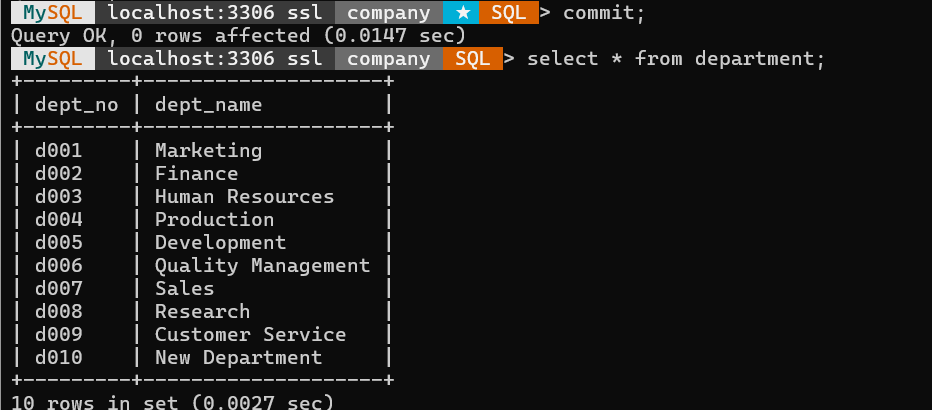 MySQL localhost:3306 ssl company ★ SQL > commit;
Query OK, 0 rows affected (0.0147 sec)
MySQL localhost:3306 ssl company SQL > select * from department;
+---------+--------------------+
| dept_no | dept_name          |
+---------+--------------------+
| d001    | Marketing          |
| d002    | Finance            |
| d003    | Human Resources    |
| d004    | Production         |
| d005    | Development        |
| d006    | Quality Management |
| d007    | Sales              |
| d008    | Research           |
| d009    | Customer Service   |
| d010    | New Department     |
+---------+--------------------+
10 rows in set (0.0027 sec)